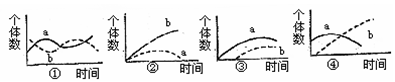 个体数 a b ① 时间
个体数 b a ② 时间
个体数 a b ③ 时间
个体数 a b ④ 时间